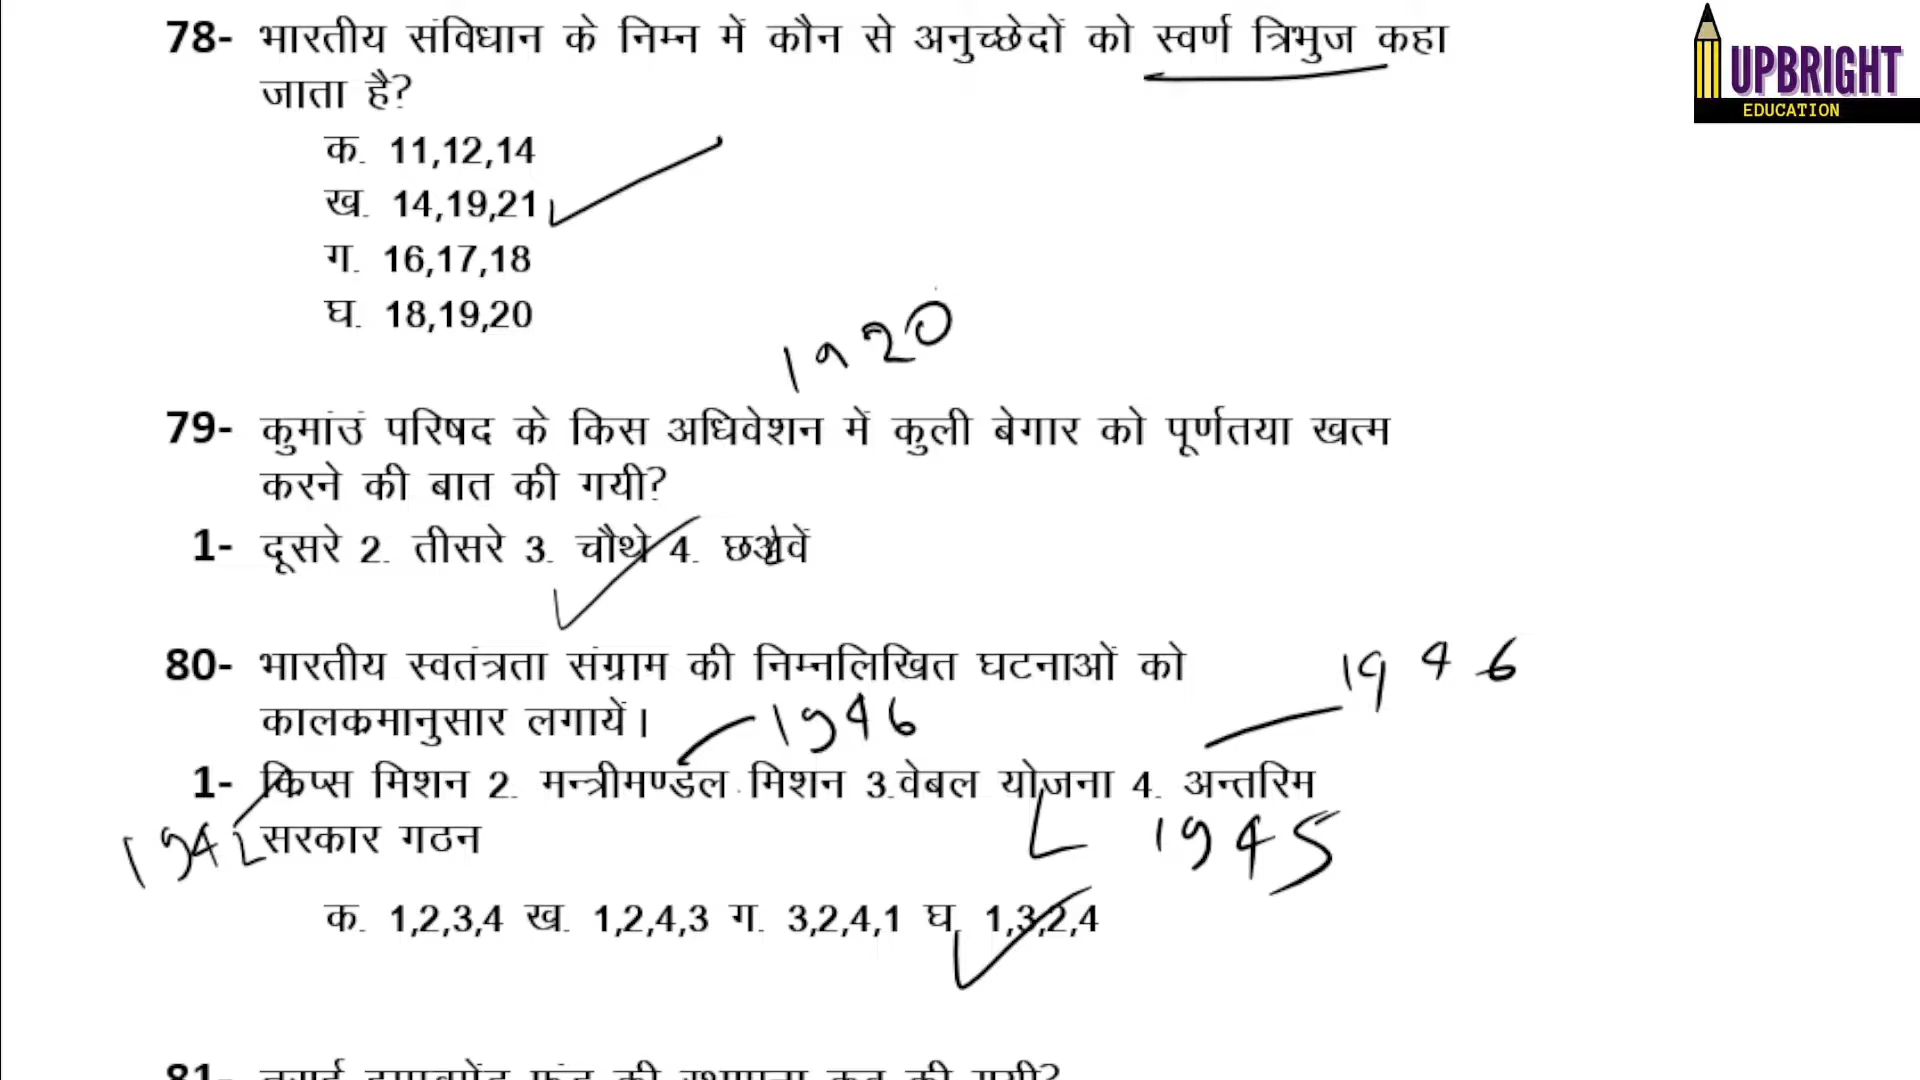 78- भारतीय संविधान के निम्न में कौन से अनुच्छेदों को स्वर्ण त्रिभुज कहा
जाता है?
क. 11,12,14
ख. 14,19,21
ग. 16,17,18
घ. 18,19,20
1920
79- कुमांउं परिषद के किस अधिवेशन में कुली बेगार को पूर्णतया खत्म
करने की बात की गयी?
1- दूसरे 2. तीसरे 3. चौथे 4.
80- भारतीय स्वतंत्रता संग्राम की निम्नलिखित घटनाओं को
1946
कालकमानुसार लगायें।
1946
1- किप्स मिशन 2. मन्त्रीमण्डल मिशन 3.वेबल योजना 4. अन्तरिम
1942
सरकार गठन
1945
क. 1,2,3,4 ख. 1,2,4,3 ग. 3,2,4,1 घ. 1,3,2,4
81-
UPBRIGHT
EDUCATION